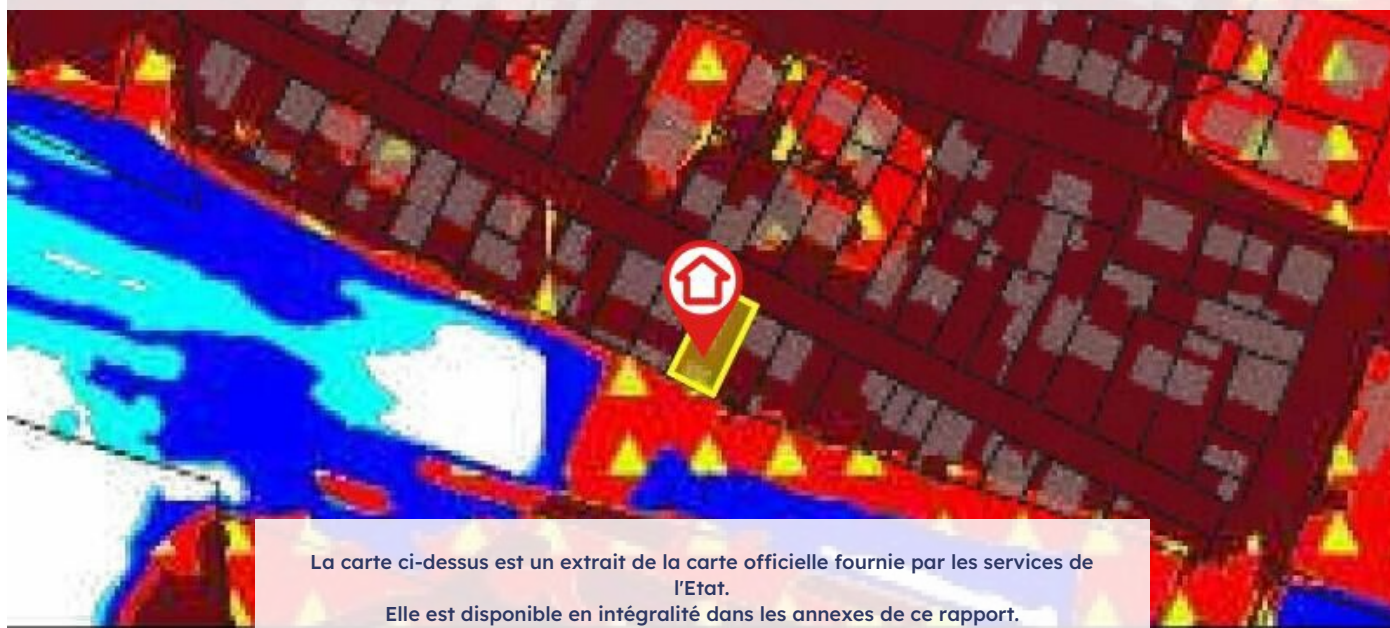 La carte ci-dessus est un extrait de la carte officielle fournie par les services de
l'Etat.
Elle est disponible en intégralité dans les annexes de ce rapport.